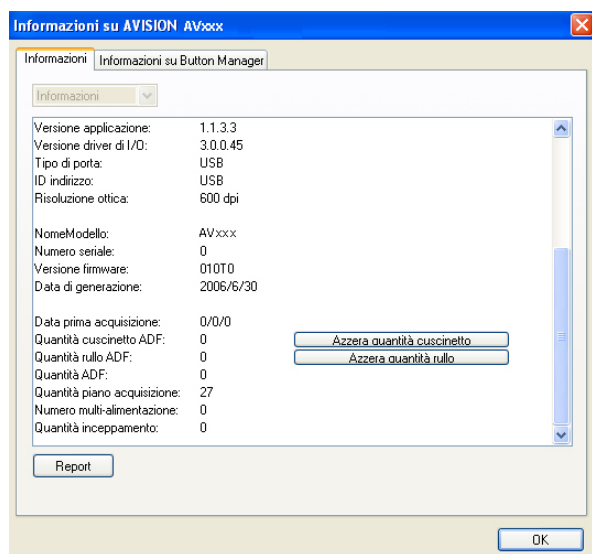 Informazioni su AVISION AVxxx
Informazioni Informazioni su Button Manager
Informazioni
Versione applicazione: 1.1.3.3
Versione driver di I/O: 3.0.0.45
Tipo di porta: USB
ID indirizzo: USB
Risoluzione ottica: 600 dpi
NomeModello: AVxxx
Numero seriale: 0
Versione firmware: 010T0
Data di generazione: 2006/6/30
Data prima acquisizione: 0/0/0
Quantità cuscinetto ADF: 0 Azzera quantità cuscinetto
Quantità rullo ADF: 0 Azzera quantità rullo
Quantità ADF: 0
Quantità piano acquisizione: 27
Numero multi-alimentazione: 0
Quantità inceppamento: 0
Report
OK